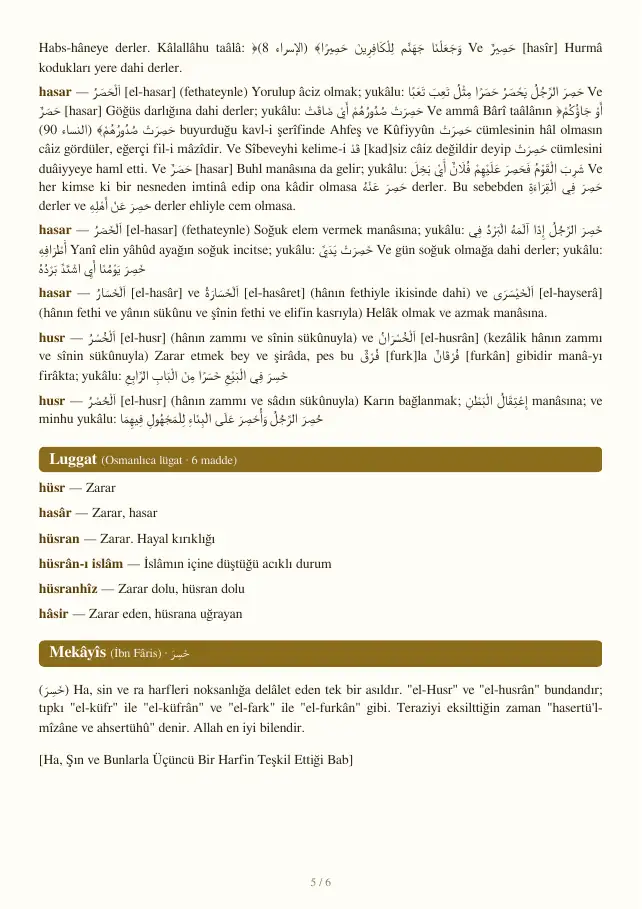 Habs-hâneye derler. Kâlallâhu taâlâ: ﴿وَجَعَلْنَا جَهَنَّمَ لِلْكَافِرِينَ حَصِيرًا﴾ (الإسراء 8) Ve حَصِيرٌ [hasîr] Hurmâ
kodukları yere dahi derler.
hasar — اَلْحَصَرُ [el-hasar] (fethateynle) Yorulup âciz olmak; yukâlu: حَصِرَ الرَّجُلُ يَحْصَرُ حَصَرًا مِثْلُ تَعِبَ تَعَبًا Ve
حَصَرٌ [hasar] Göğüs darlığına dahi derler; yukâlu: حَصِرَتْ صُدُورُهُمْ أَيْ ضَاقَتْ Ve ammâ Bârî taâlânın ﴿أَوْ جَاؤُكُمْ
حَصِرَتْ صُدُورُهُمْ﴾ (النساء 90) buyurduğu kavl-i şerîfinde Ahfeş ve Kûfiyyûn حَصِرَتْ cümlesinin hâl olmasın
câiz gördüler, eğerçi fil-i mâzîdir. Ve Sîbeveyhi kelime-i قَدْ [kad]siz câiz değildir deyip حَصِرَتْ cümlesini
duâiyyeye haml etti. Ve حَصَرٌ [hasar] Buhl manâsına da gelir; yukâlu: شَرِبَ الْقَوْمُ فَحَصِرَ عَلَيْهِمْ فُلَانٌ أَيْ بَخِلَ Ve
her kimse ki bir nesneden imtinâ edip ona kâdir olmasa حَصِرَ عَنْهُ derler. Bu sebebden حَصِرَ فِي الْقِرَاءَةِ
derler ve حَصِرَ عَنْ أَهْلِهِ derler ehliyle cem olmasa.
hasar — اَلْخَصَرُ [el-hasar] (fethateynle) Soğuk elem vermek manâsına; yukâlu: خَصِرَ الرَّجُلُ إِذَا آلَمَهُ الْبَرْدُ فِي
أَطْرَافِهِ Yanî elin yâhûd ayağın soğuk incitse; yukâlu: خَصِرَتْ يَدَيَّ Ve gün soğuk olmağa dahi derler; yukâlu:
خَصِرَ يَوْمُنَا أَيِ اشْتَدَّ بَرْدُهُ
hasar — اَلْخَسَارُ [el-hasâr] ve اَلْخَسَارَةُ [el-hasâret] (hânın fethiyle ikisinde dahi) ve اَلْخَيْسَرَى [el-hayserâ]
(hânın fethi ve yânın sükûnu ve şînin fethi ve elifin kasrıyla) Helâk olmak ve azmak manâsına.
husr — اَلْخُسْرُ [el-husr] (hânın zammı ve sînin sükûnuyla) ve اَلْخُسْرَانُ [el-husrân] (kezâlik hânın zammı
ve sînin sükûnuyla) Zarar etmek bey ve şirâda, pes bu فُرْقٌ [furk]la فُرْقَانٌ [furkân] gibidir manâ-yı
firâkta; yukâlu: خَسِرَ فِي الْبَيْعِ خَسَرًا مِنَ الْبَابِ الرَّابِعِ
husr — اَلْحُصْرُ [el-husr] (hânın zammı ve sâdın sükûnuyla) Karın bağlanmak; إِعْتِقَالُ الْبَطْنِ manâsına; ve
minhu yukâlu: حُصِرَ الرَّجُلُ وَأُحْصِرَ عَلَى الْبِنَاءِ لِلْمَجْهُولِ فِيهِمَا
Luggat (Osmanlıca lügat · 6 madde)
hüsr — Zarar
hasâr — Zarar, hasar
hüsran — Zarar. Hayal kırıklığı
hüsrân-ı islâm — İslâmın içine düştüğü acıklı durum
hüsranhîz — Zarar dolu, hüsran dolu
hâsir — Zarar eden, hüsrana uğrayan
Mekâyîs (İbn Fâris) · خَسِرَ
(خَسِرَ) Ha, sin ve ra harfleri noksanlığa delâlet eden tek bir asıldır. "el-Husr" ve "el-husrân" bundandır;
tıpkı "el-küfr" ile "el-küfrân" ve "el-fark" ile "el-furkân" gibi. Teraziyi eksilttiğin zaman "hasertü'l-
mîzâne ve ahsertühû" denir. Allah en iyi bilendir.
[Ha, Şın ve Bunlarla Üçüncü Bir Harfin Teşkil Ettiği Bab]
5 / 6